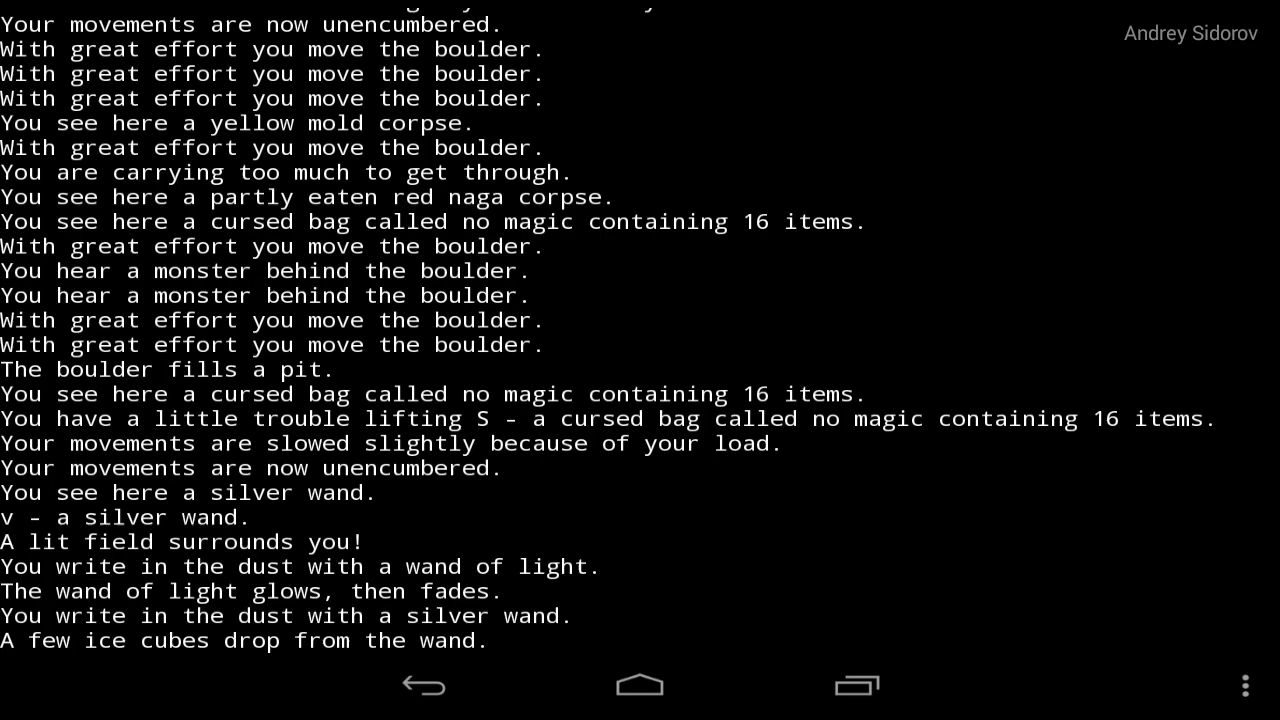 Your movements are now unencumbered.
Andrey Sidorov
With great effort you move the boulder.
With great effort you move the boulder.
With great effort you move the boulder.
You see here a yellow mold corpse.
With great effort you move the boulder.
You are carrying too much to get through.
You see here a partly eaten red naga corpse.
You see here a cursed bag called no magic containing 16 items.
With great effort you move the boulder.
You hear a monster behind the boulder.
You hear a monster behind the boulder.
With great effort you move the boulder.
With great effort you move the boulder.
The boulder fills a pit.
You see here a cursed bag called no magic containing 16 items.
You have a little trouble lifting S - a cursed bag called no magic containing 16 items.
Your movements are slowed slightly because of your load.
Your movements are now unencumbered.
You see here a silver wand.
v - a silver wand.
A lit field surrounds you!
You write in the dust with a wand of light.
The wand of light glows, then fades.
You write in the dust with a silver wand.
A few ice cubes drop from the wand.